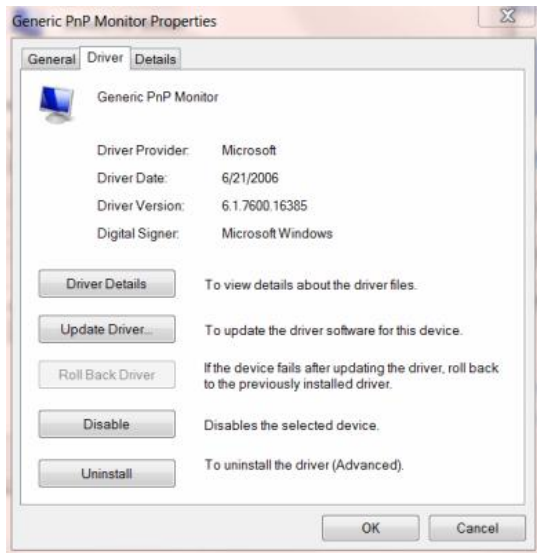 Generic PnP Monitor Properties
General Driver Details
Generic PnP Monitor
Driver Provider: Microsoft
Driver Date: 6/21/2006
Driver Version: 6.1.7600.16385
Digital Signer: Microsoft Windows
Driver Details To view details about the driver files.
Update Driver... To update the driver software for this device.
Roll Back Driver If the device fails after updating the driver, roll back
to the previously installed driver.
Disable Disables the selected device.
Uninstall To uninstall the driver (Advanced).
OK Cancel